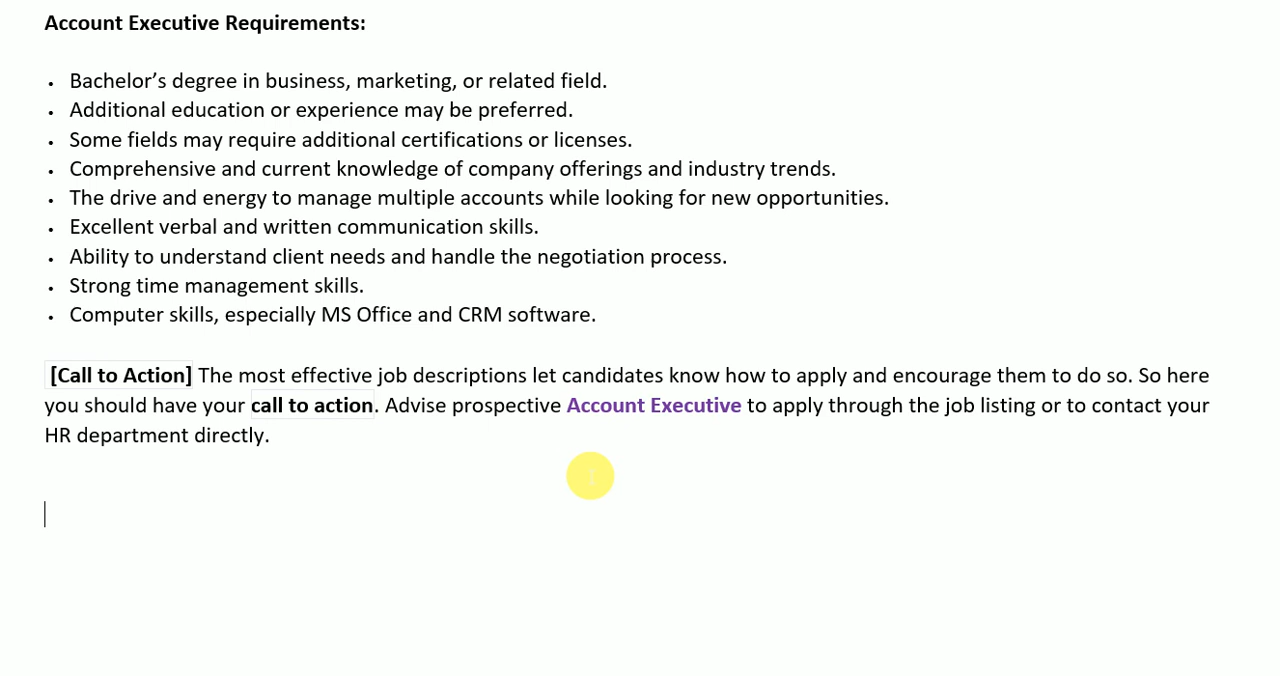 Account Executive Requirements:
• Bachelor’s degree in business, marketing, or related field.
• Additional education or experience may be preferred.
• Some fields may require additional certifications or licenses.
• Comprehensive and current knowledge of company offerings and industry trends.
• The drive and energy to manage multiple accounts while looking for new opportunities.
• Excellent verbal and written communication skills.
• Ability to understand client needs and handle the negotiation process.
• Strong time management skills.
• Computer skills, especially MS Office and CRM software.
[Call to Action] The most effective job descriptions let candidates know how to apply and encourage them to do so. So here
you should have your call to action. Advise prospective Account Executive to apply through the job listing or to contact your
HR department directly.